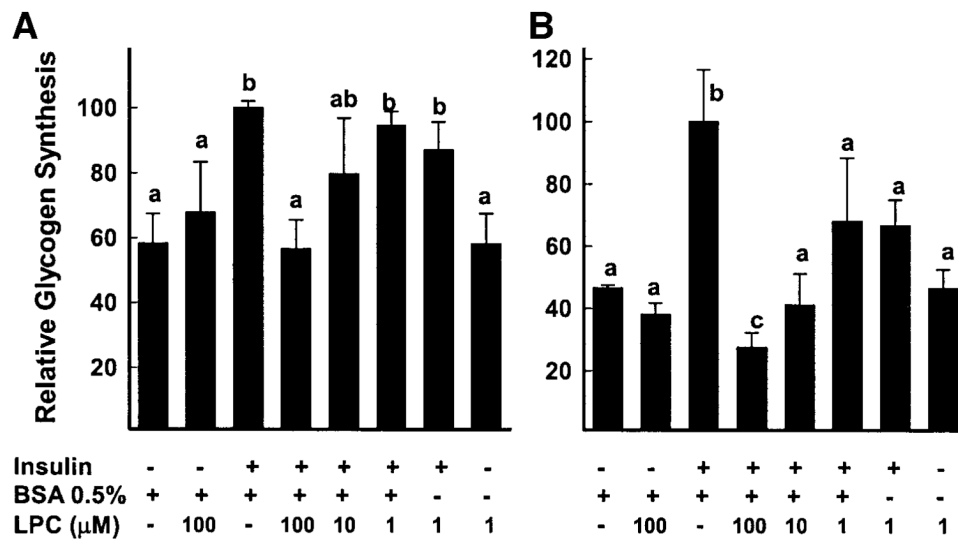 A
B
Relative Glycogen Synthesis
100
80
60
40
20
a
a
b
a
ab
b
b
a
120
100
80
60
40
20
a
a
b
c
a
a
a
a
Insulin - - + + + + + - - - + + + + + -
BSA 0.5% + + + + + + - - + + + + + + - -
LPC (μM) - 100 - 100 10 1 1 1 - 100 - 100 10 1 1 1